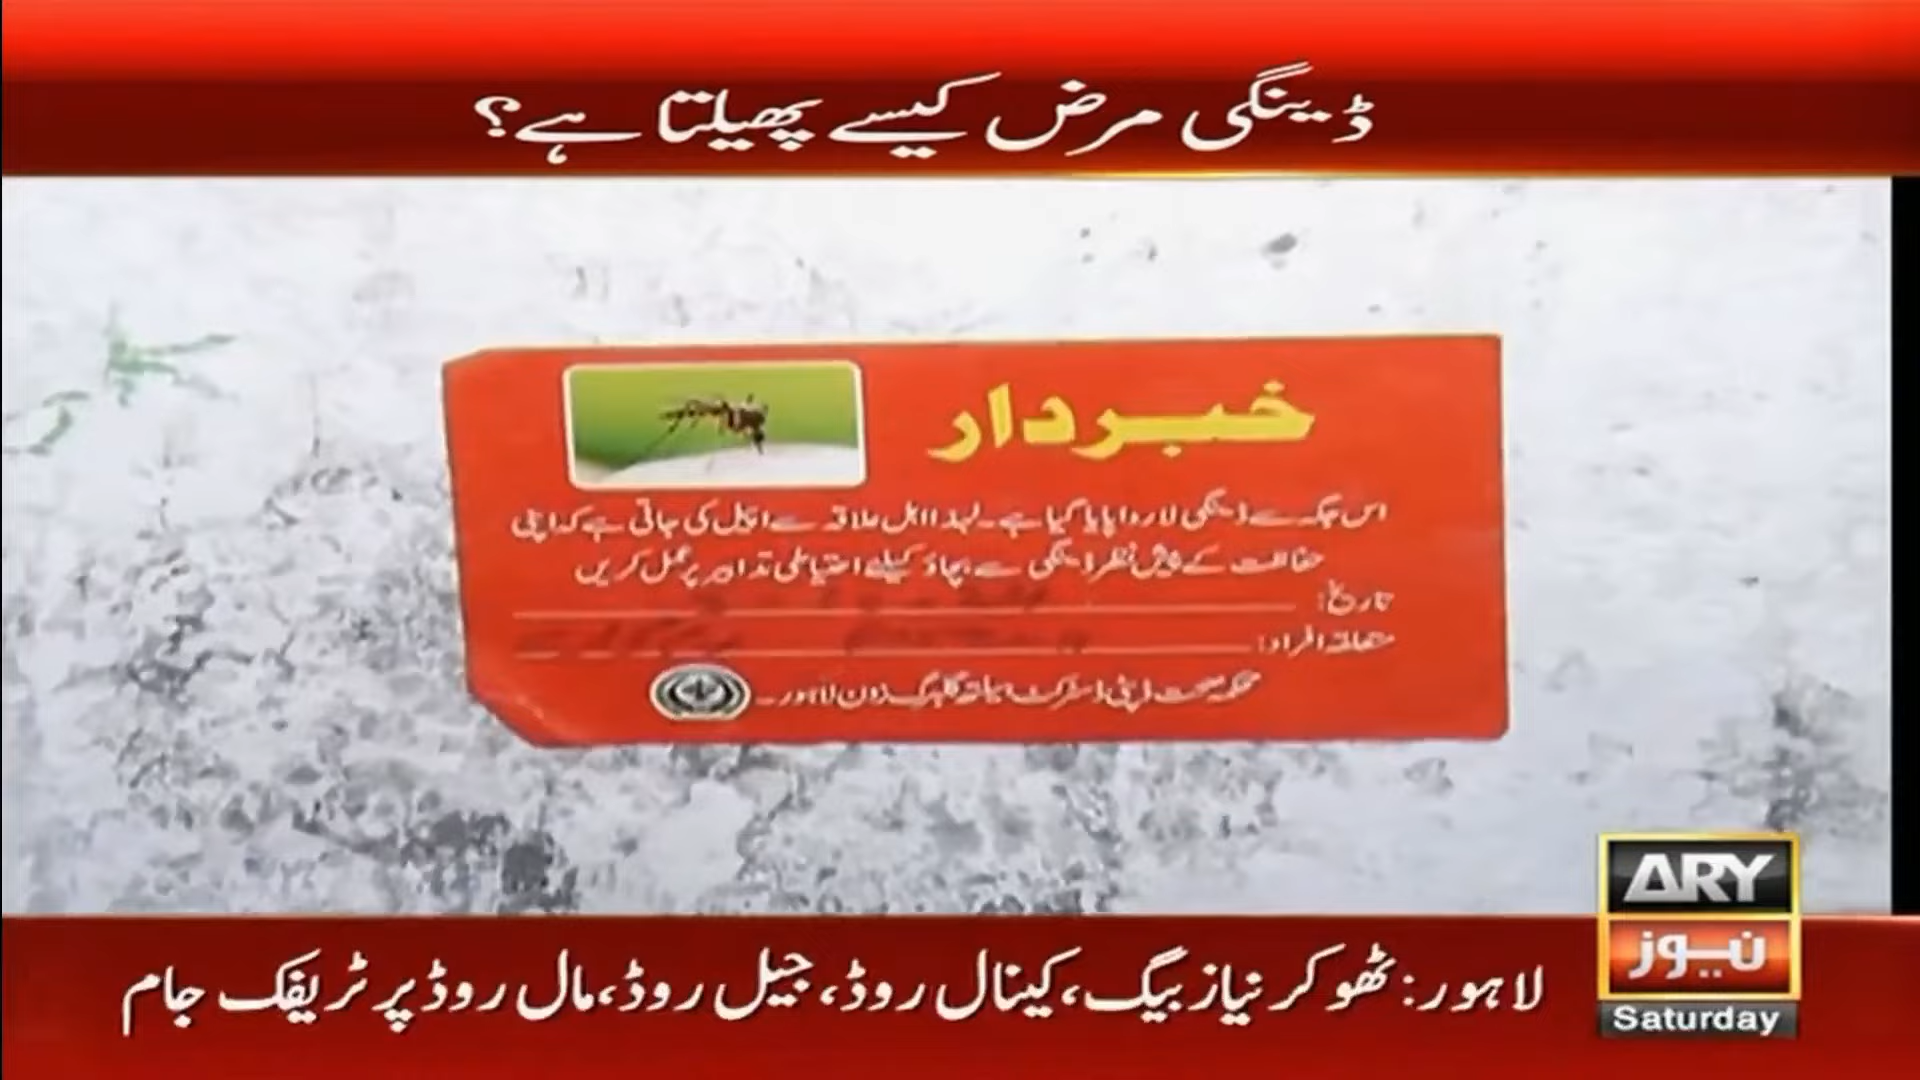 ڈینگی مرض کیسے پھیلتا ہے؟
خبردار
اس جگہ سے ڈینگی لاروا پایا گیا ہے۔ لہذا اہل علاقہ سے اپیل کی جاتی ہے کہ اپنی
حفاظت کے پیش نظر ڈینگی سے بچاؤ کیلئے احتیاطی تدابیر پر عمل کریں
تاریخ:
متعلقہ افراد:
محکمہ صحت ڈپٹی ڈسٹرکٹ ہیلتھ گلبرگ زون لاہور۔
ARY
نیوز
Saturday
لاہور: ٹھوکر نیاز بیگ، کینال روڈ، جیل روڈ، مال روڈ پر ٹریفک جام